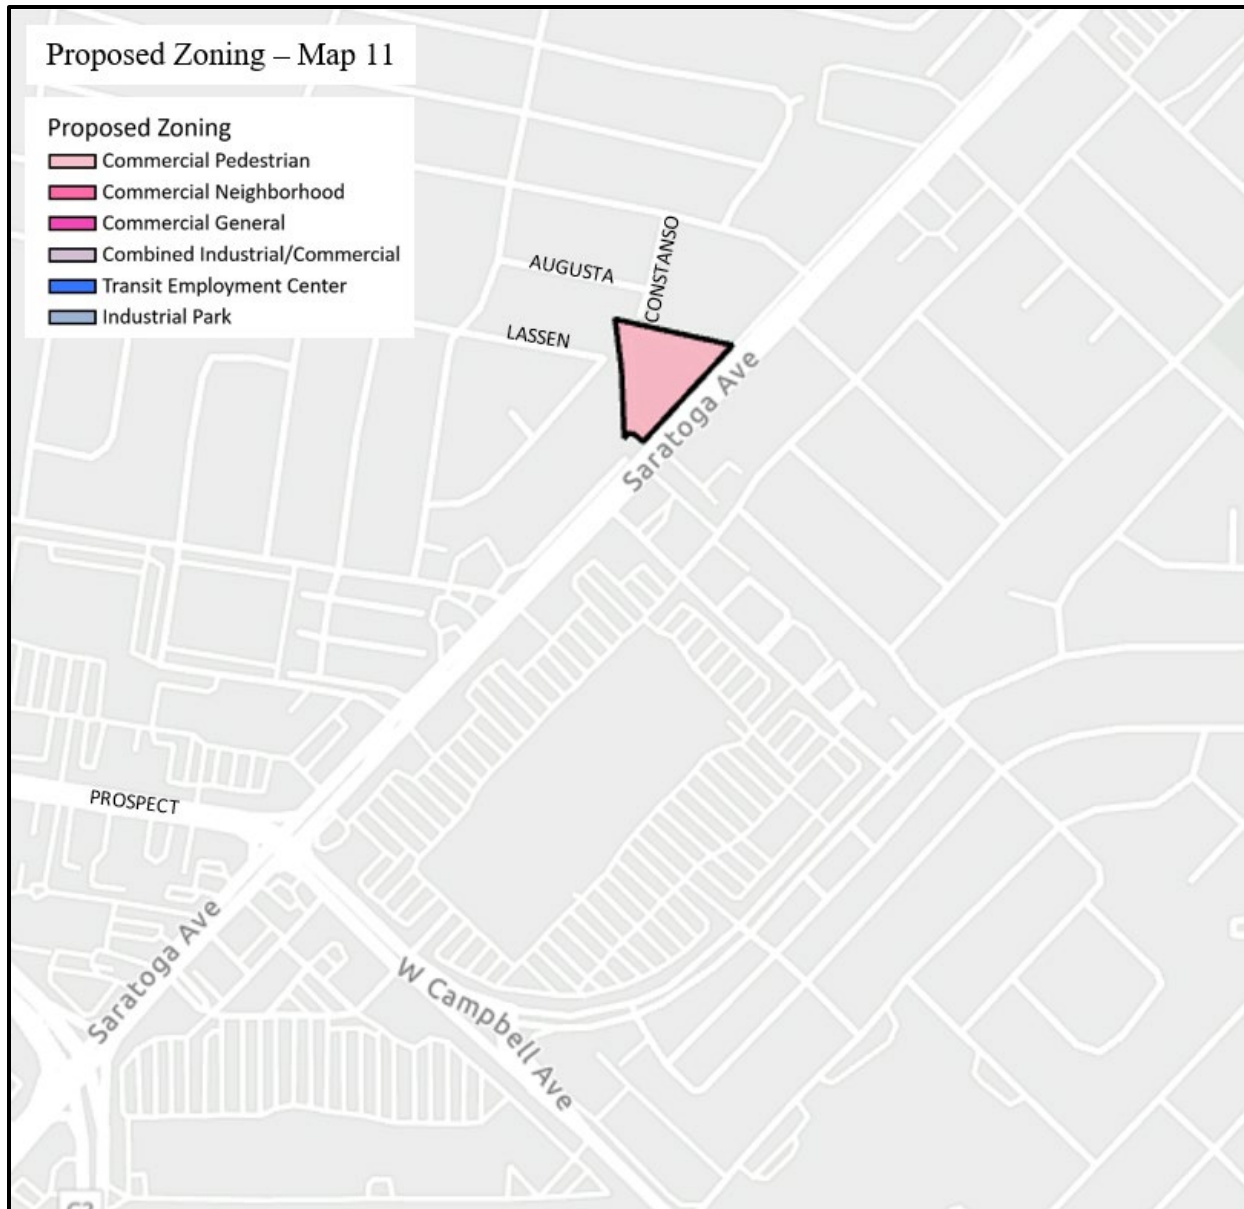 Proposed Zoning – Map 11
Proposed Zoning
Commercial Pedestrian
Commercial Neighborhood
Commercial General
Combined Industrial/Commercial
Transit Employment Center
Industrial Park
CONSTANSO
AUGUSTA
LASSEN
Saratoga Ave
PROSPECT
Saratoga Ave
W Campbell Ave